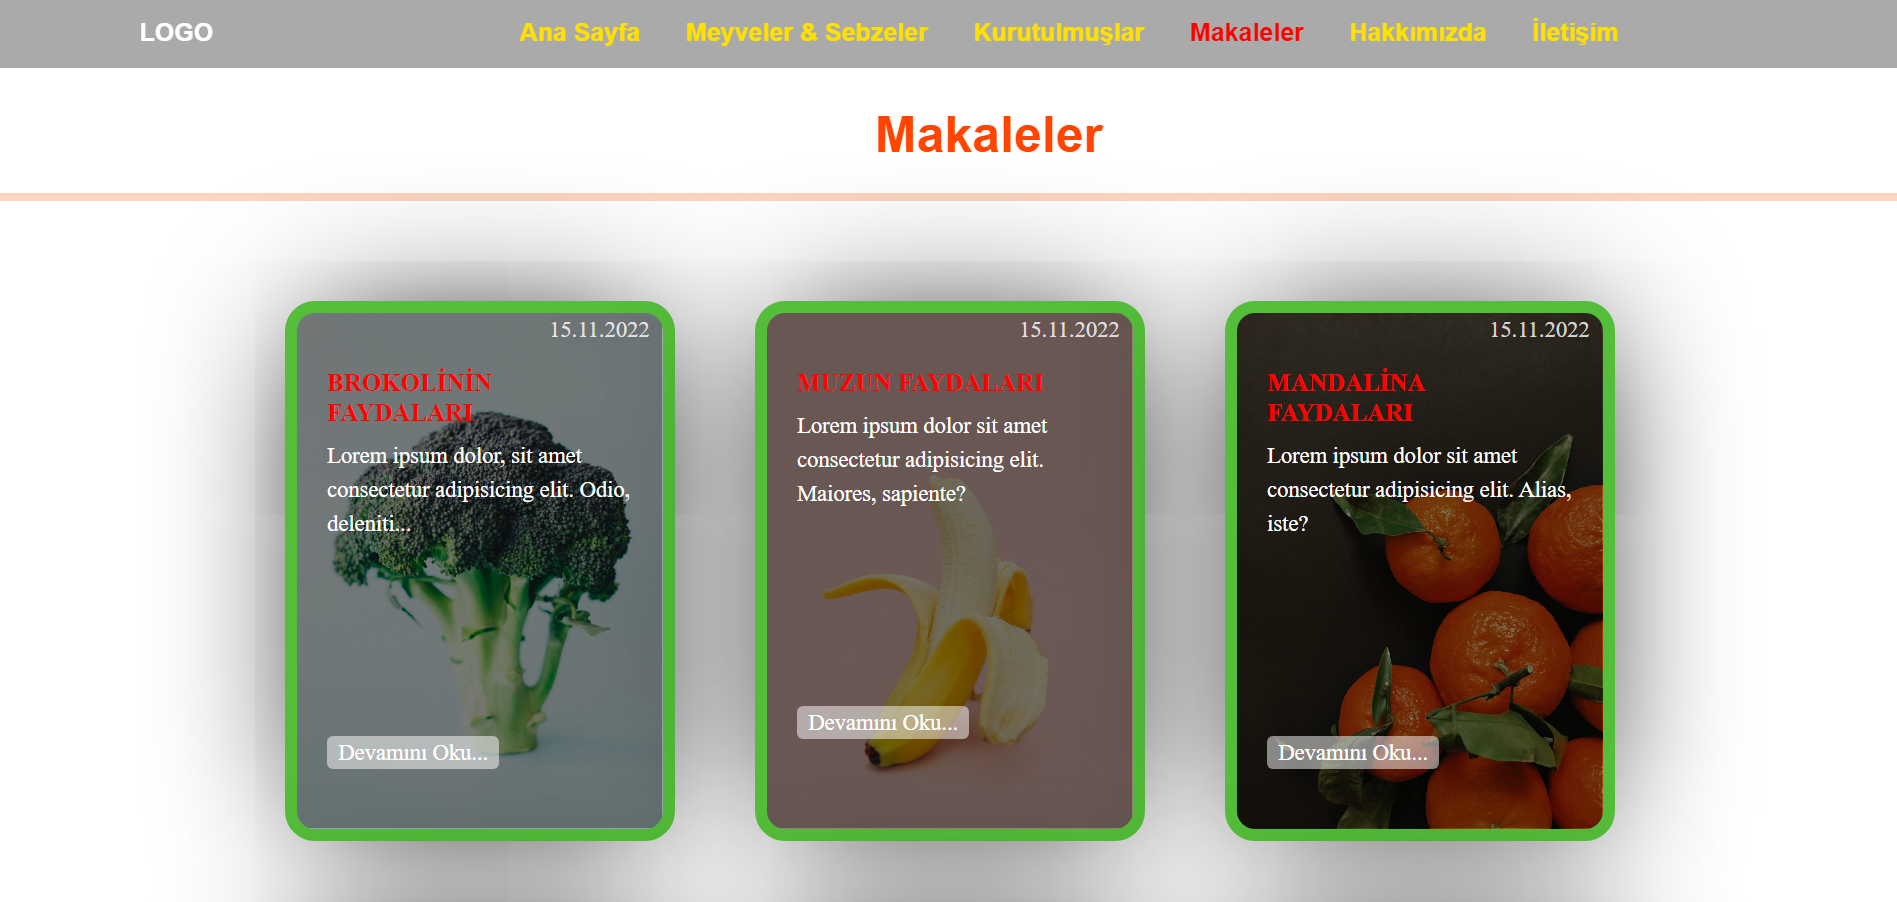 LOGO Ana Sayfa Meyveler & Sebzeler Kurutulmuşlar Makaleler Hakkımızda İletişim
Makaleler
15.11.2022
BROKOLİNİN
FAYDALARI
Lorem ipsum dolor, sit amet
consectetur adipisicing elit. Odio,
deleniti...
Devamını Oku...
15.11.2022
MUZUN FAYDALARI
Lorem ipsum dolor sit amet
consectetur adipisicing elit.
Maiores, sapiente?
Devamını Oku...
15.11.2022
MANDALİNA
FAYDALARI
Lorem ipsum dolor sit amet
consectetur adipisicing elit. Alias,
iste?
Devamını Oku...